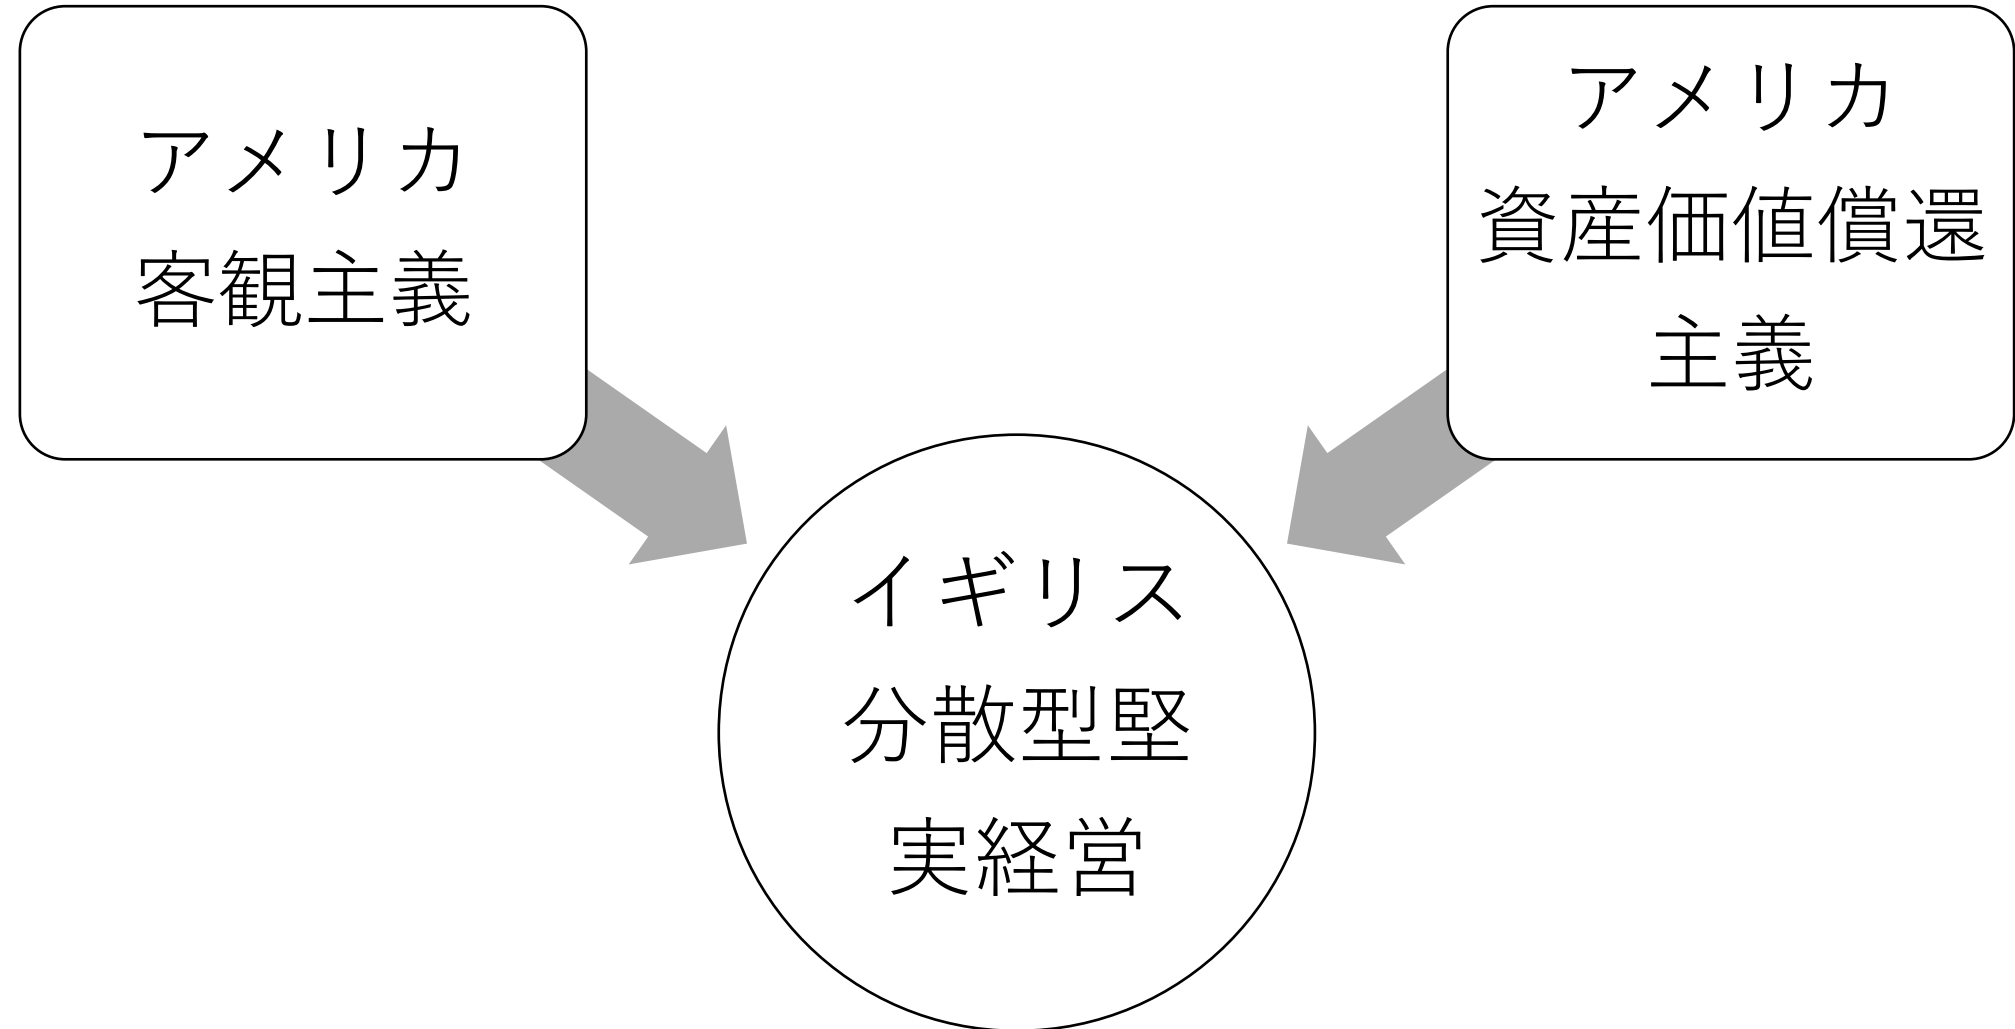 アメリカ
客観主義
アメリカ
資産価値償還
主義
イギリス
分散型堅
実経営